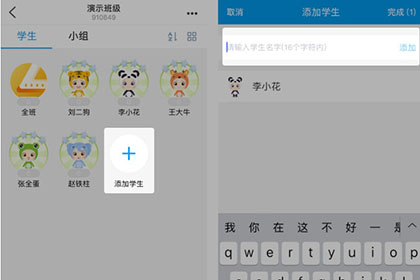 演示班级
910849
学生
小组
全班
刘二狗
李小花
王大牛
张全蛋
赵铁柱
添加学生
取消
添加学生
完成 (1)
请输入学生名字(16个字符内)
添加
李小花
我 你 在 这 不 好 一 是
q w e r t y u i o p
a s d f g h j k l